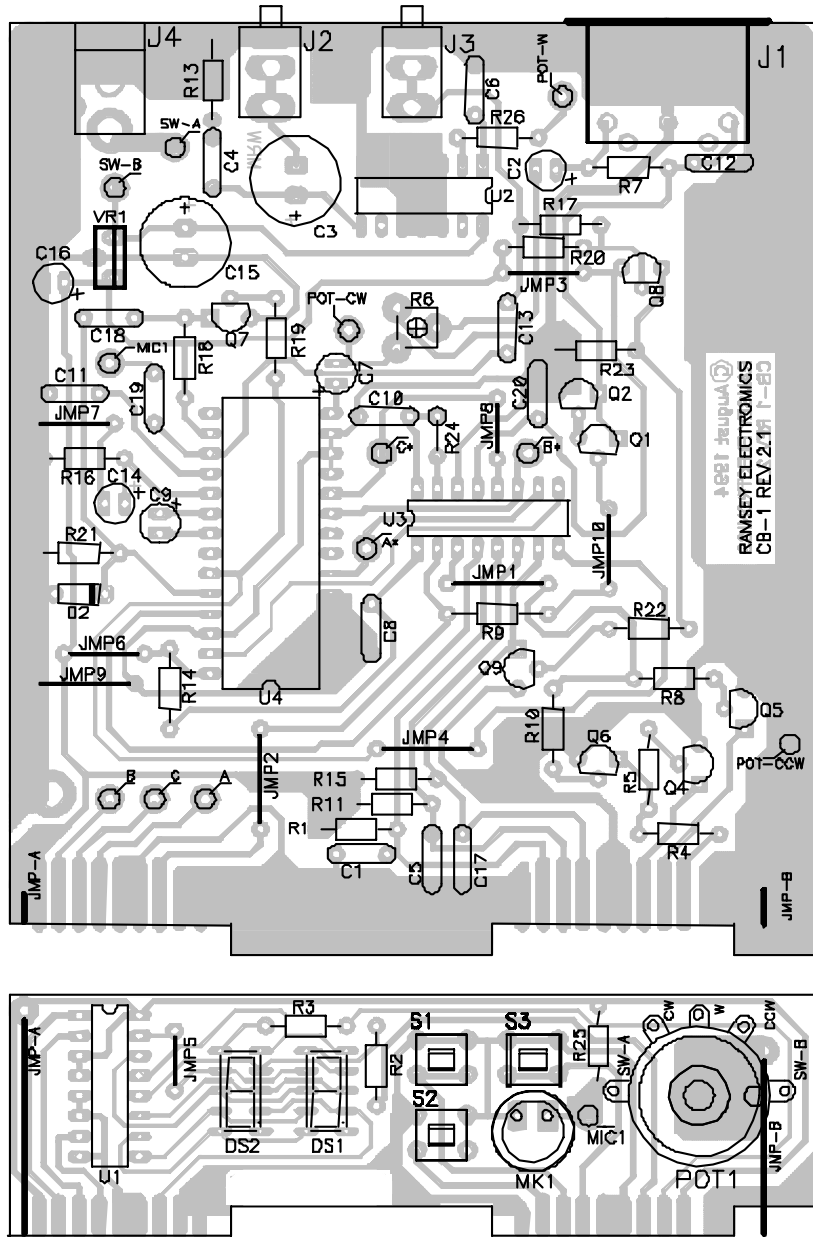 J4
J2
J3
J1
R13
C6
POT-W
SW-A
C4
R26
SW-B
C2
+
R7
C12
U2
VR1
+
C3
+
R17
C16
C15
R20
+
JMP3
Q8
C18
Q7
R19
POT-CW
R6
C13
R18
MIC1
R23
C11
C19
C7
+
C20
Q2
JMP7
C10
R24
JMP8
Q1
C+
B+
R16
C14
+
C9
+
U3
RAMSEY ELECTRONICS
CB-1 REV 2.1
©August 1994
R21
JMP10
D2
JMP1
C8
R9
R22
JMP6
JMP9
R14
Q9
R8
U4
R10
Q5
JMP2
JMP4
Q6
R5
Q4
POT-CCW
B
C
A
R15
R11
R1
R4
C1
C5
C17
JMP-A
JMP-B
R3
S1
S3
R25
CW
W
CCW
JMP-A
JMP5
R2
SW-A
SW-B
S2
DS2
DS1
MIC1
JMP-B
U1
MK1
POT1